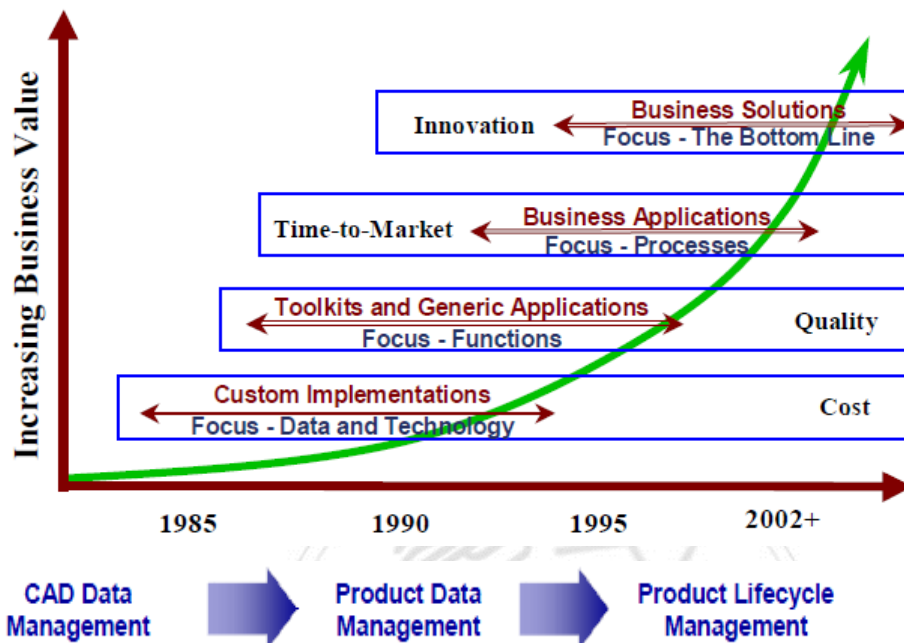 Increasing Business Value
Business Solutions
Innovation
Focus - The Bottom Line
Business Applications
Time-to-Market
Focus - Processes
Toolkits and Generic Applications
Quality
Focus - Functions
Custom Implementations
Cost
Focus - Data and Technology
1985 1990 1995 2002+
CAD Data
Management
Product Data
Management
Product Lifecycle
Management